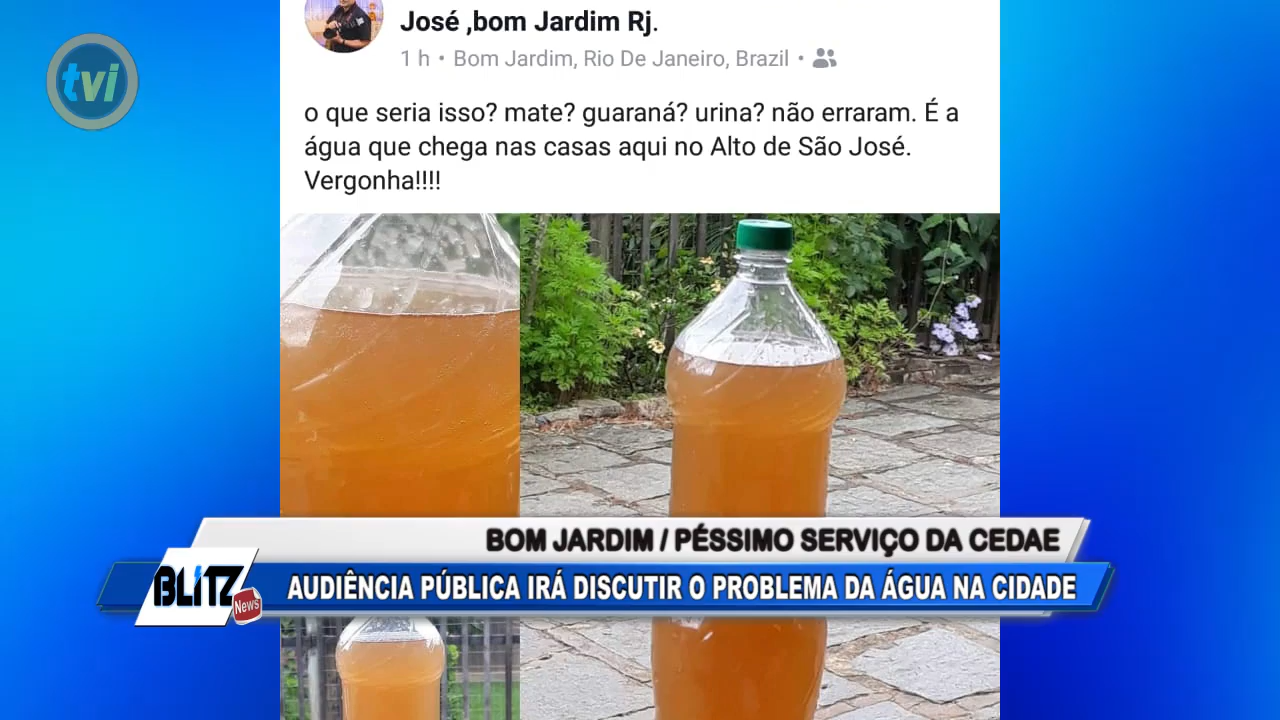 tvi
José ,bom Jardim Rj.
1 h • Bom Jardim, Rio De Janeiro, Brazil •
o que seria isso? mate? guaraná? urina? não erraram. É a
água que chega nas casas aqui no Alto de São José.
Vergonha!!!!
BOM JARDIM / PÉSSIMO SERVIÇO DA CEDAE
BLITZ
News
AUDIÊNCIA PÚBLICA IRÁ DISCUTIR O PROBLEMA DA ÁGUA NA CIDADE